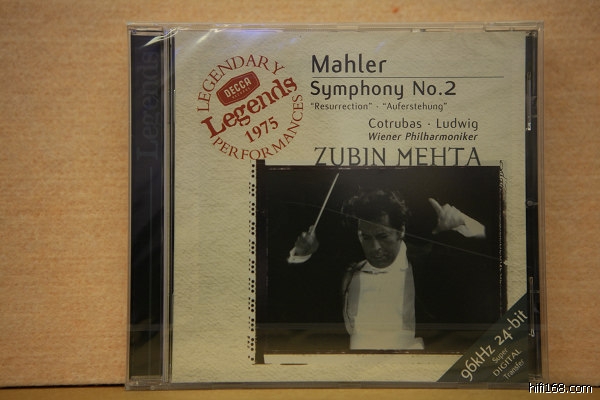 Legends
LEGENDARY
DECCA
Legends
1975
PERFORMANCES
Mahler
Symphony No.2
"Resurrection" · "Auferstehung"
Cotrubas · Ludwig
Wiener Philharmoniker
ZUBIN MEHTA
96kHz 24-bit
Super
DIGITAL
Transfer
hifi168.com